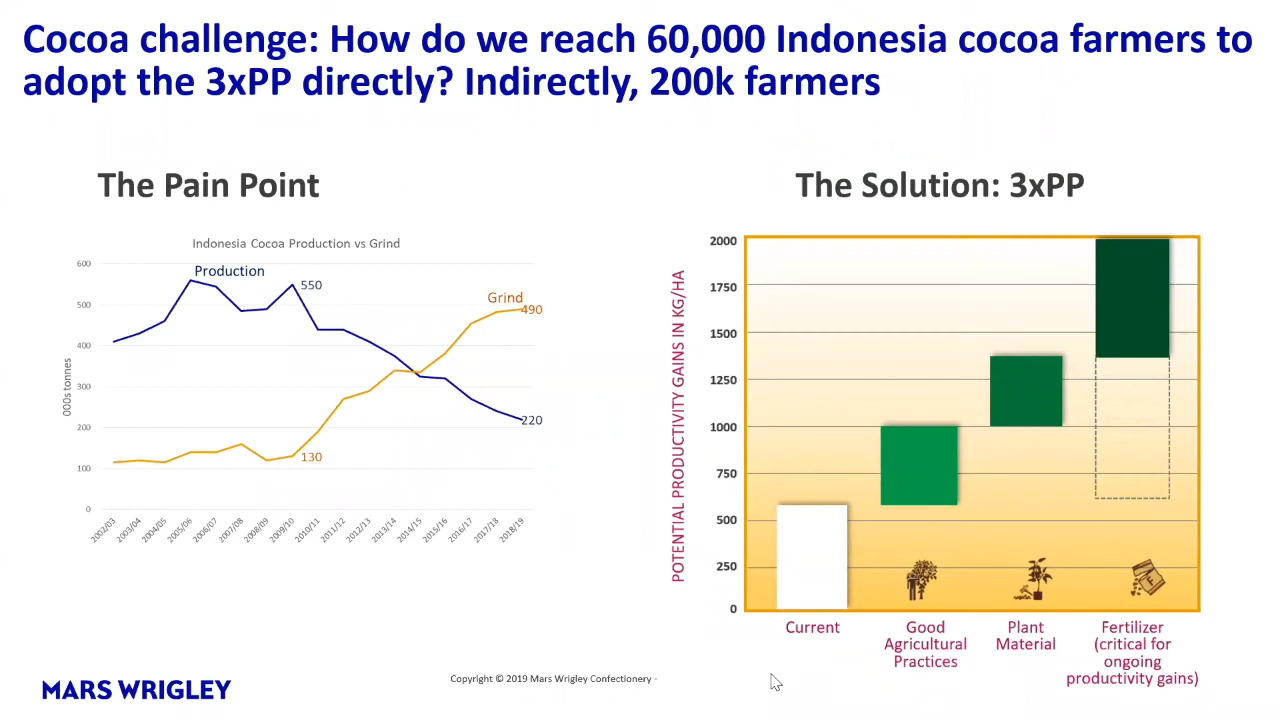 Cocoa challenge: How do we reach 60,000 Indonesia cocoa farmers to
adopt the 3xPP directly? Indirectly, 200k farmers
The Pain Point
Indonesia Cocoa Production vs Grind
000s tonnes
600
500
400
300
200
100
0
Production
550
Grind
490
220
130
2002/03
2003/04
2004/05
2005/06
2006/07
2007/08
2008/09
2009/10
2010/11
2011/12
2012/13
2013/14
2014/15
2015/16
2016/17
2017/18
2018/19
The Solution: 3xPP
POTENTIAL PRODUCTIVITY GAINS IN KG/HA
2000
1750
1500
1250
1000
750
500
250
0
F
Current
Good
Agricultural
Practices
Plant
Material
Fertilizer
(critical for
ongoing
productivity gains)
MARS WRIGLEY
Copyright © 2019 Mars Wrigley Confectionery -